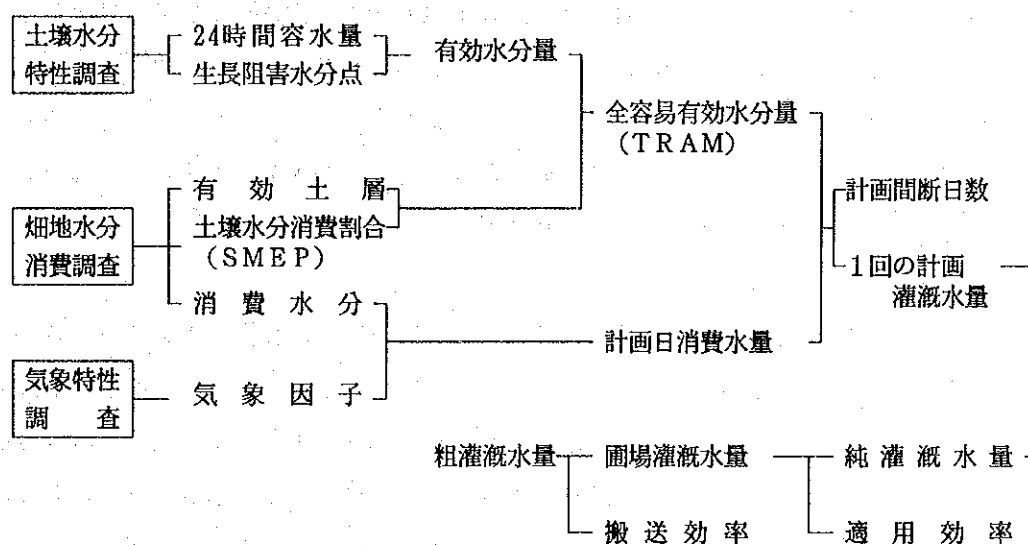 土壌水分
特性調査
24時間容水量
生長阻害水分点
有効水分量
全容易有効水分量
(TRAM)
畑地水分
消費調査
有効土層
土壌水分消費割合
(SMEP)
消費水分
計画間断日数
1回の計画
灌漑水量
計画日消費水量
気象特性
調査
気象因子
粗灌漑水量
圃場灌漑水量
純灌漑水量
搬送効率
適用効率